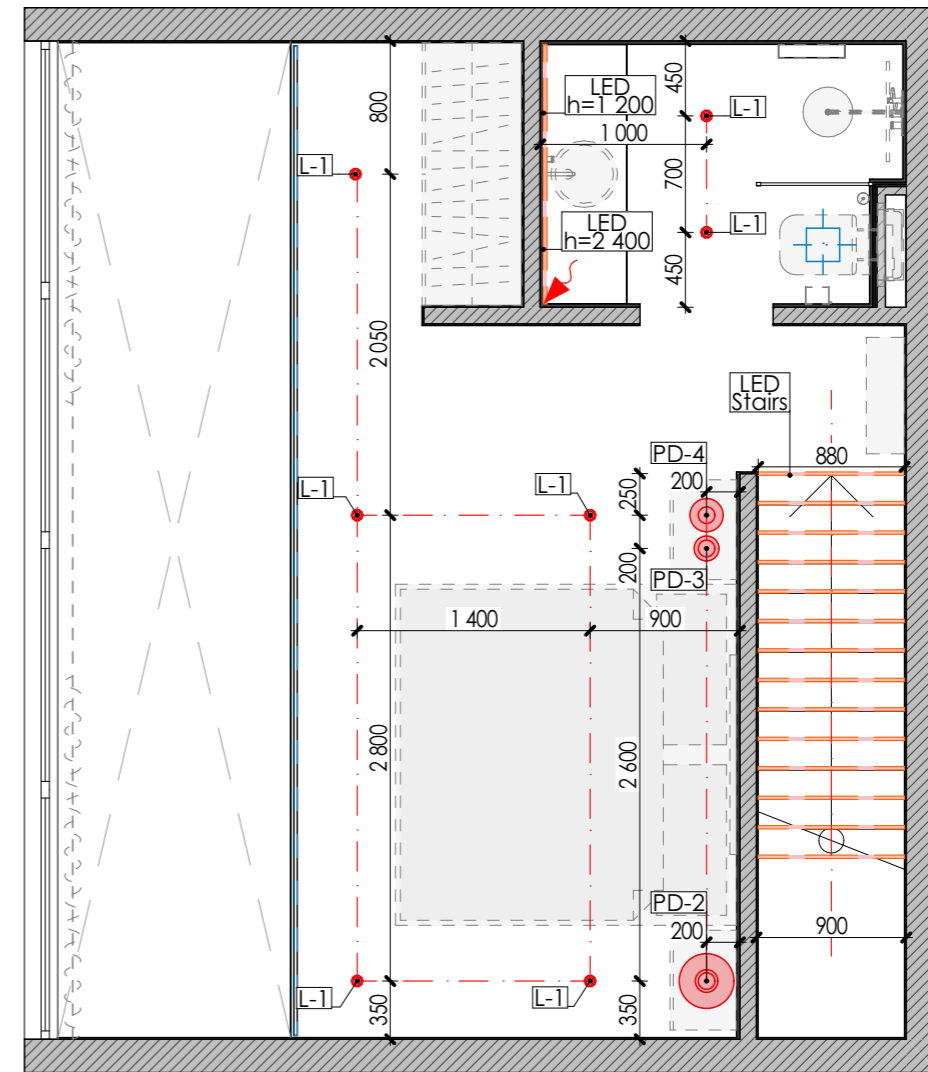 450
LED
h=1 200
L-1
800
1 000
L-1
700
LED
h=2 400
L-1
450
2 050
LED
Stairs
PD-4
880
L-1
L-1
200
250
200
PD-3
1 400
900
2 800
2 600
PD-2
200
900
L-1
L-1
350
350